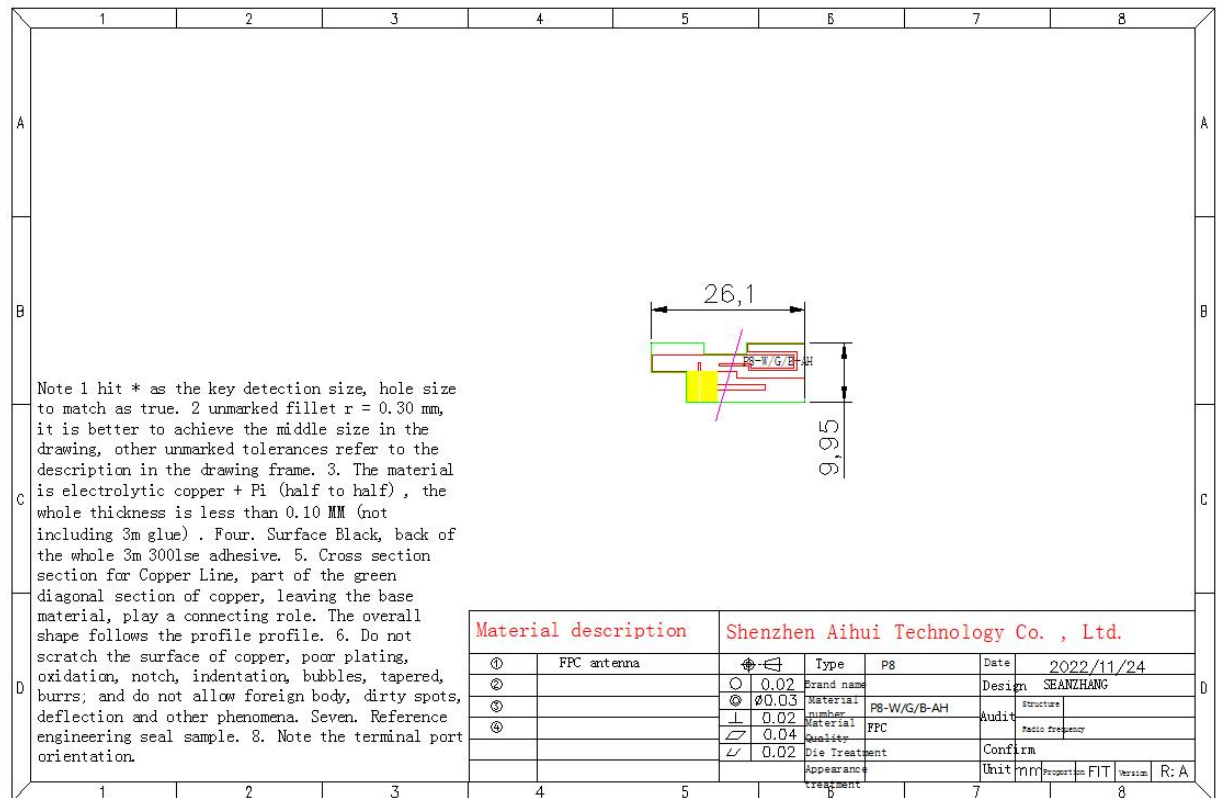 1 2 3 4 5 6 7 8
A A
B B
C C
D D
26,1
P8-W/G/B-AH
9,95
Note 1 hit * as the key detection size, hole size
to match as true. 2 unmarked fillet r = 0.30 mm,
it is better to achieve the middle size in the
drawing, other unmarked tolerances refer to the
description in the drawing frame. 3. The material
is electrolytic copper + Pi (half to half) , the
whole thickness is less than 0.10 MM (not
including 3m glue) . Four. Surface Black, back of
the whole 3m 300lse adhesive. 5. Cross section
section for Copper Line, part of the green
diagonal section of copper, leaving the base
material, play a connecting role. The overall
shape follows the profile profile. 6. Do not
scratch the surface of copper, poor plating,
oxidation, notch, indentation, bubbles, tapered,
burrs; and do not allow foreign body, dirty spots,
deflection and other phenomena. Seven. Reference
engineering seal sample. 8. Note the terminal port
orientation.
Material description
① FPC antenna
②
③
④
Shenzhen Aihui Technology Co. , Ltd.
Type P8 Date 2022/11/24
0.02 Brand name Design SEANZHANG
ø0.03 Material number P8-W/G/B-AH Audit Structure
0.02 Material Quality FPC Radio frequency
0.04
0.02 Die Treatment Confirm
Appearance treatment Unit mm Proportion FIT Version R: A
1 2 3 4 5 6 7 8